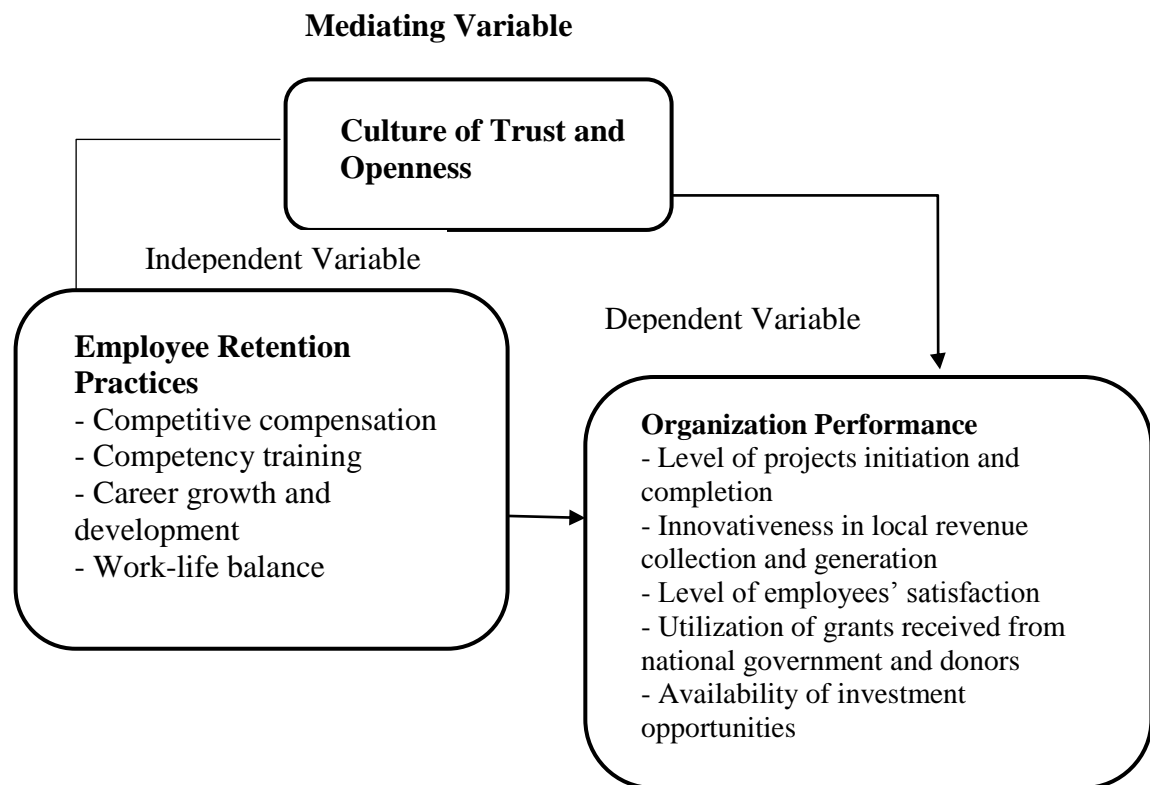 Mediating Variable
Culture of Trust and
Openness
Independent Variable
Employee Retention
Practices
- Competitive compensation
- Competency training
- Career growth and
development
- Work-life balance
Dependent Variable
Organization Performance
- Level of projects initiation and
completion
- Innovativeness in local revenue
collection and generation
- Level of employees’ satisfaction
- Utilization of grants received from
national government and donors
- Availability of investment
opportunities